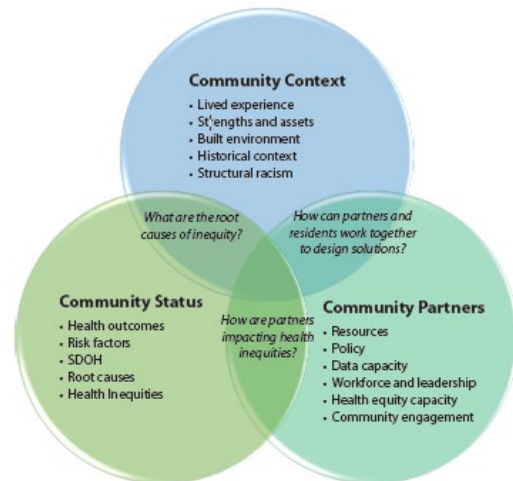 Community Context
• Lived experience
• Strengths and assets
• Built environment
• Historical context
• Structural racism
What are the root
causes of inequity?
How can partners and
residents work together
to design solutions?
Community Status
• Health outcomes
• Risk factors
• SDOH
• Root causes
• Health Inequities
How are partners
impacting health
inequities?
Community Partners
• Resources
• Policy
• Data capacity
• Workforce and leadership
• Health equity capacity
• Community engagement